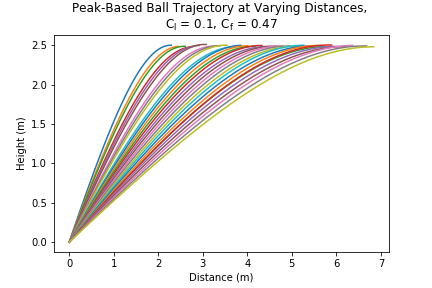 Peak-Based Ball Trajectory at Varying Distances,
C_l = 0.1, C_f = 0.47
2.5
2.0
1.5
1.0
0.5
0.0
Height (m)
0 1 2 3 4 5 6 7
Distance (m)